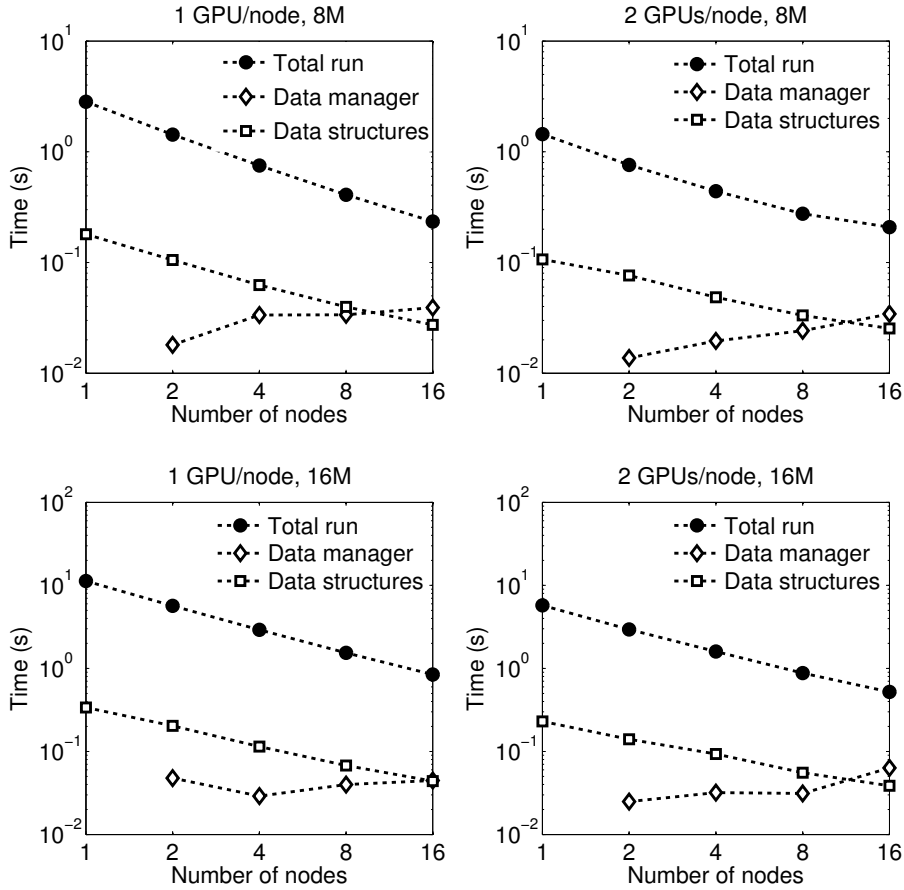 1 GPU/node, 8M
10^1
10^0
10^-1
10^-2
Time (s)
Total run
Data manager
Data structures
1 2 4 8 16
Number of nodes
2 GPUs/node, 8M
10^1
10^0
10^-1
10^-2
Time (s)
Total run
Data manager
Data structures
1 2 4 8 16
Number of nodes
1 GPU/node, 16M
10^2
10^1
10^0
10^-1
10^-2
Time (s)
Total run
Data manager
Data structures
1 2 4 8 16
Number of nodes
2 GPUs/node, 16M
10^2
10^1
10^0
10^-1
10^-2
Time (s)
Total run
Data manager
Data structures
1 2 4 8 16
Number of nodes